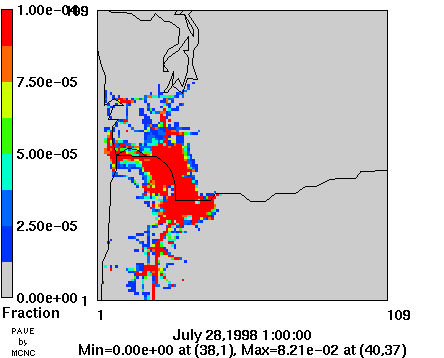 1.00e-04
109
7.50e-05
5.00e-05
2.50e-05
0.00e+00
1
Fraction
1
109
PAVE
by
MCNC
July 28,1998 1:00:00
Min=0.00e+00 at (38,1), Max=8.21e-02 at (40,37)